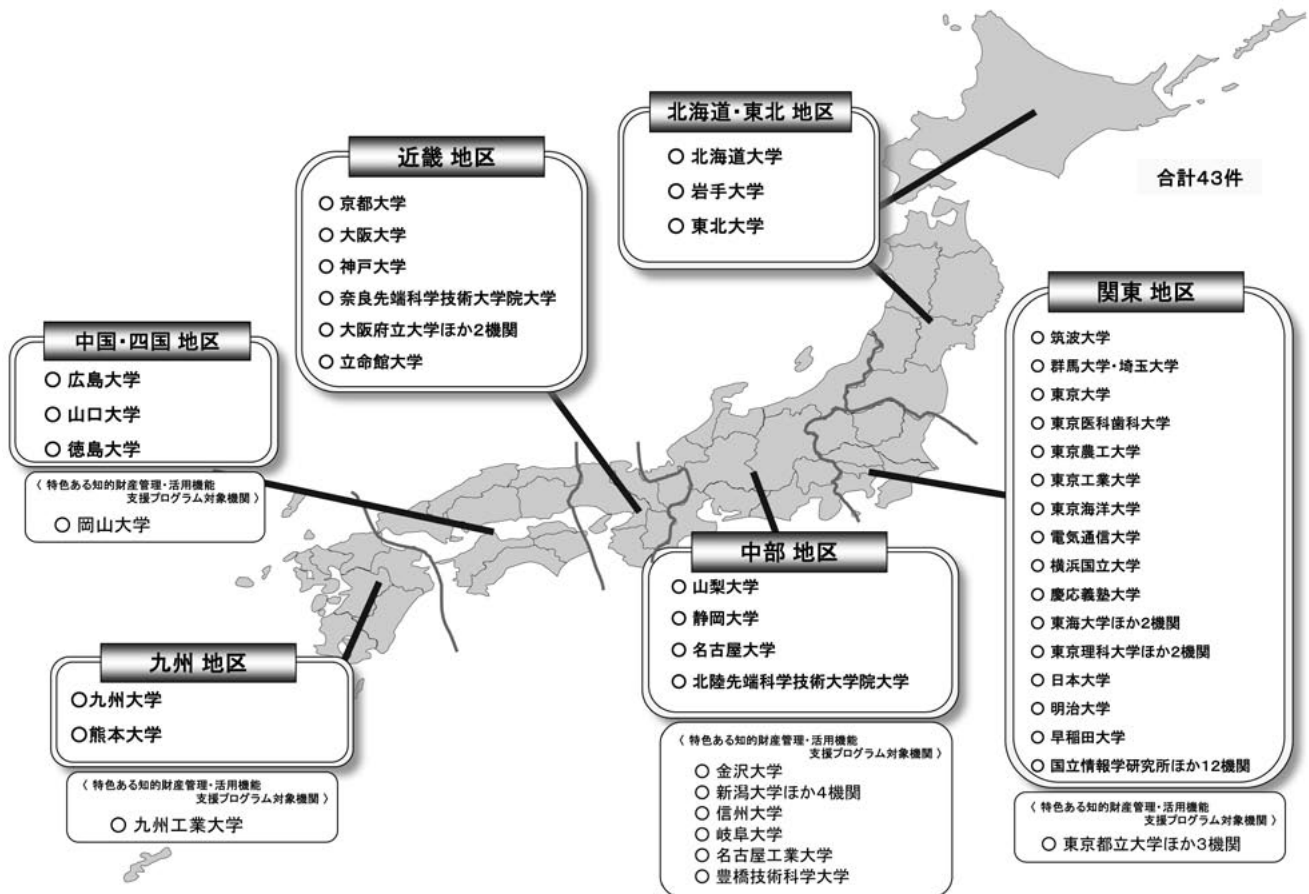 北海道・東北 地区
○ 北海道大学
○ 岩手大学
○ 東北大学
合計43件
近畿 地区
○ 京都大学
○ 大阪大学
○ 神戸大学
○ 奈良先端科学技術大学院大学
○ 大阪府立大学ほか2機関
○ 立命館大学
関東 地区
○ 筑波大学
○ 群馬大学・埼玉大学
○ 東京大学
○ 東京医科歯科大学
○ 東京農工大学
○ 東京工業大学
○ 東京海洋大学
○ 電気通信大学
○ 横浜国立大学
○ 慶応義塾大学
○ 東海大学ほか2機関
○ 東京理科大学ほか2機関
○ 日本大学
○ 明治大学
○ 早稲田大学
○ 国立情報学研究所ほか12機関
〈 特色ある知的財産管理・活用機能
支援プログラム対象機関 〉
○ 東京都立大学ほか3機関
中国・四国 地区
○ 広島大学
○ 山口大学
○ 徳島大学
〈 特色ある知的財産管理・活用機能
支援プログラム対象機関 〉
○ 岡山大学
中部 地区
○ 山梨大学
○ 静岡大学
○ 名古屋大学
○ 北陸先端科学技術大学院大学
〈 特色ある知的財産管理・活用機能
支援プログラム対象機関 〉
○ 金沢大学
○ 新潟大学ほか4機関
○ 信州大学
○ 岐阜大学
○ 名古屋工業大学
○ 豊橋技術科学大学
九州 地区
○九州大学
○熊本大学
〈 特色ある知的財産管理・活用機能
支援プログラム対象機関 〉
○ 九州工業大学